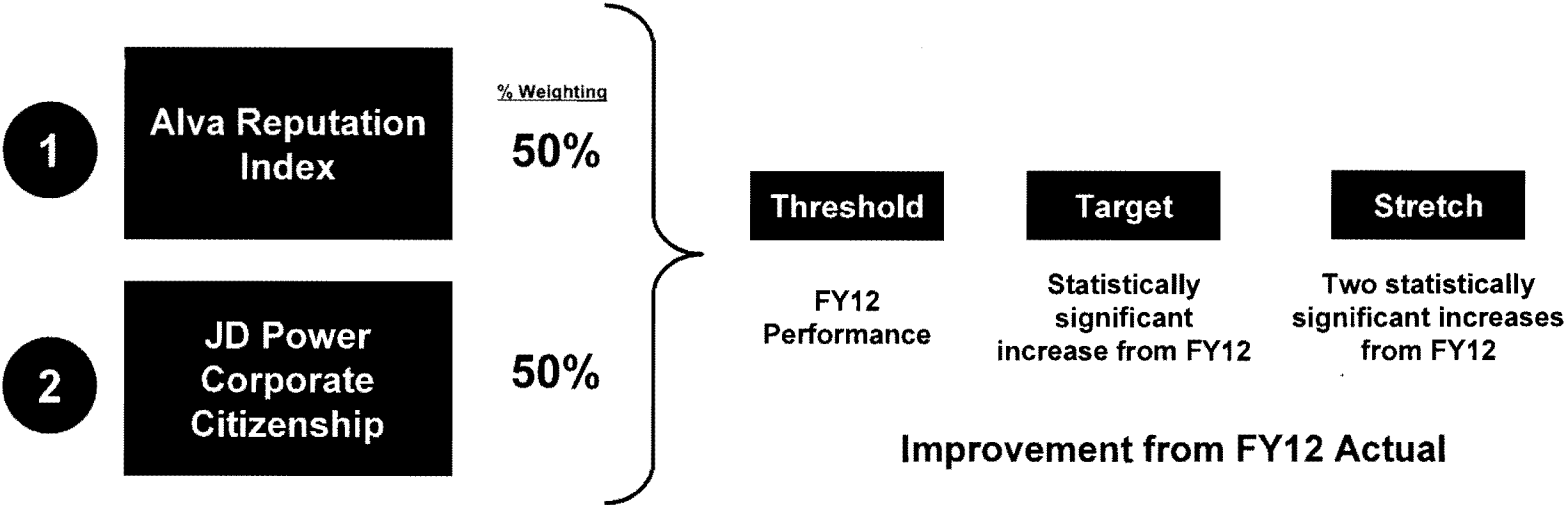 1
Alva Reputation
Index
% Weighting
50%
2
JD Power
Corporate
Citizenship
50%
Threshold
FY12
Performance
Target
Statistically
significant
increase from FY12
Stretch
Two statistically
significant increases
from FY12
Improvement from FY12 Actual